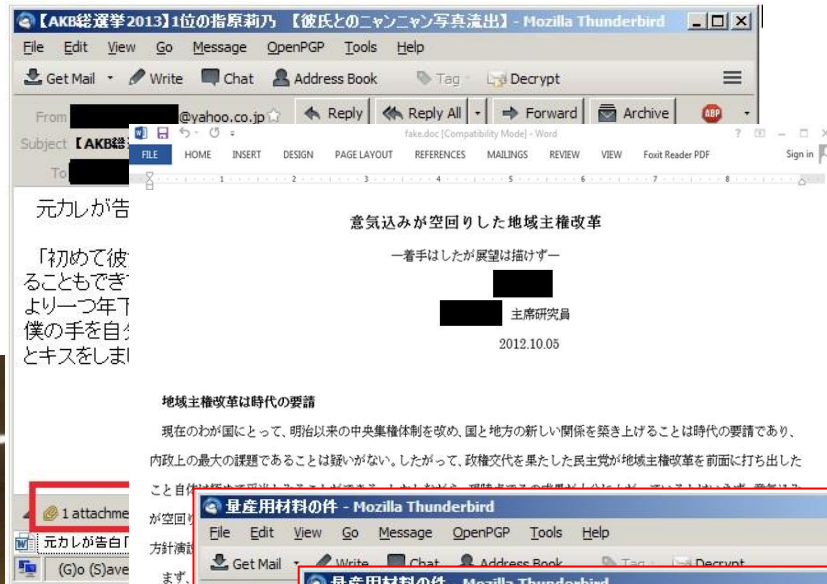 【AKB総選挙2013】1位の指原莉乃 【彼氏とのニャンニャン写真流出】 - Mozilla Thunderbird
File Edit View Go Message OpenPGP Tools Help
Get Mail Write Chat Address Book Tag Decrypt
From @yahoo.co.jp Reply Reply All Forward Archive ABP
Subject 【AKB総
To
元カレが告
「初めて彼
ることもでき
より一つ年下
僕の手を自
とキスをしま
1 attachme
元カレが告白「
(G)o (S)ave
fake.doc [Compatibility Mode] - Word
FILE HOME INSERT DESIGN PAGE LAYOUT REFERENCES MAILINGS REVIEW VIEW Foxit Reader PDF Sign in
1 2 3 4 5 6 7 8
意気込みが空回りした地域主権改革
―着手はしたが展望は描けず―
主席研究員
2012.10.05
地域主権改革は時代の要請
現在のわが国にとって、明治以来の中央集権体制を改め、国と地方の新しい関係を築き上げることは時代の要請であり、
内政上の最大の課題であることは疑いがない。したがって、政権交代を果たした民主党が地域主権改革を前面に打ち出した
こと自体
が空回り
方針演説
まず、
量産用材料の件 - Mozilla Thunderbird
File Edit View Go Message OpenPGP Tools Help
Get Mail Write Chat Address Book Tag Decrypt
量産用材料の件 - Mozilla Thunderbird